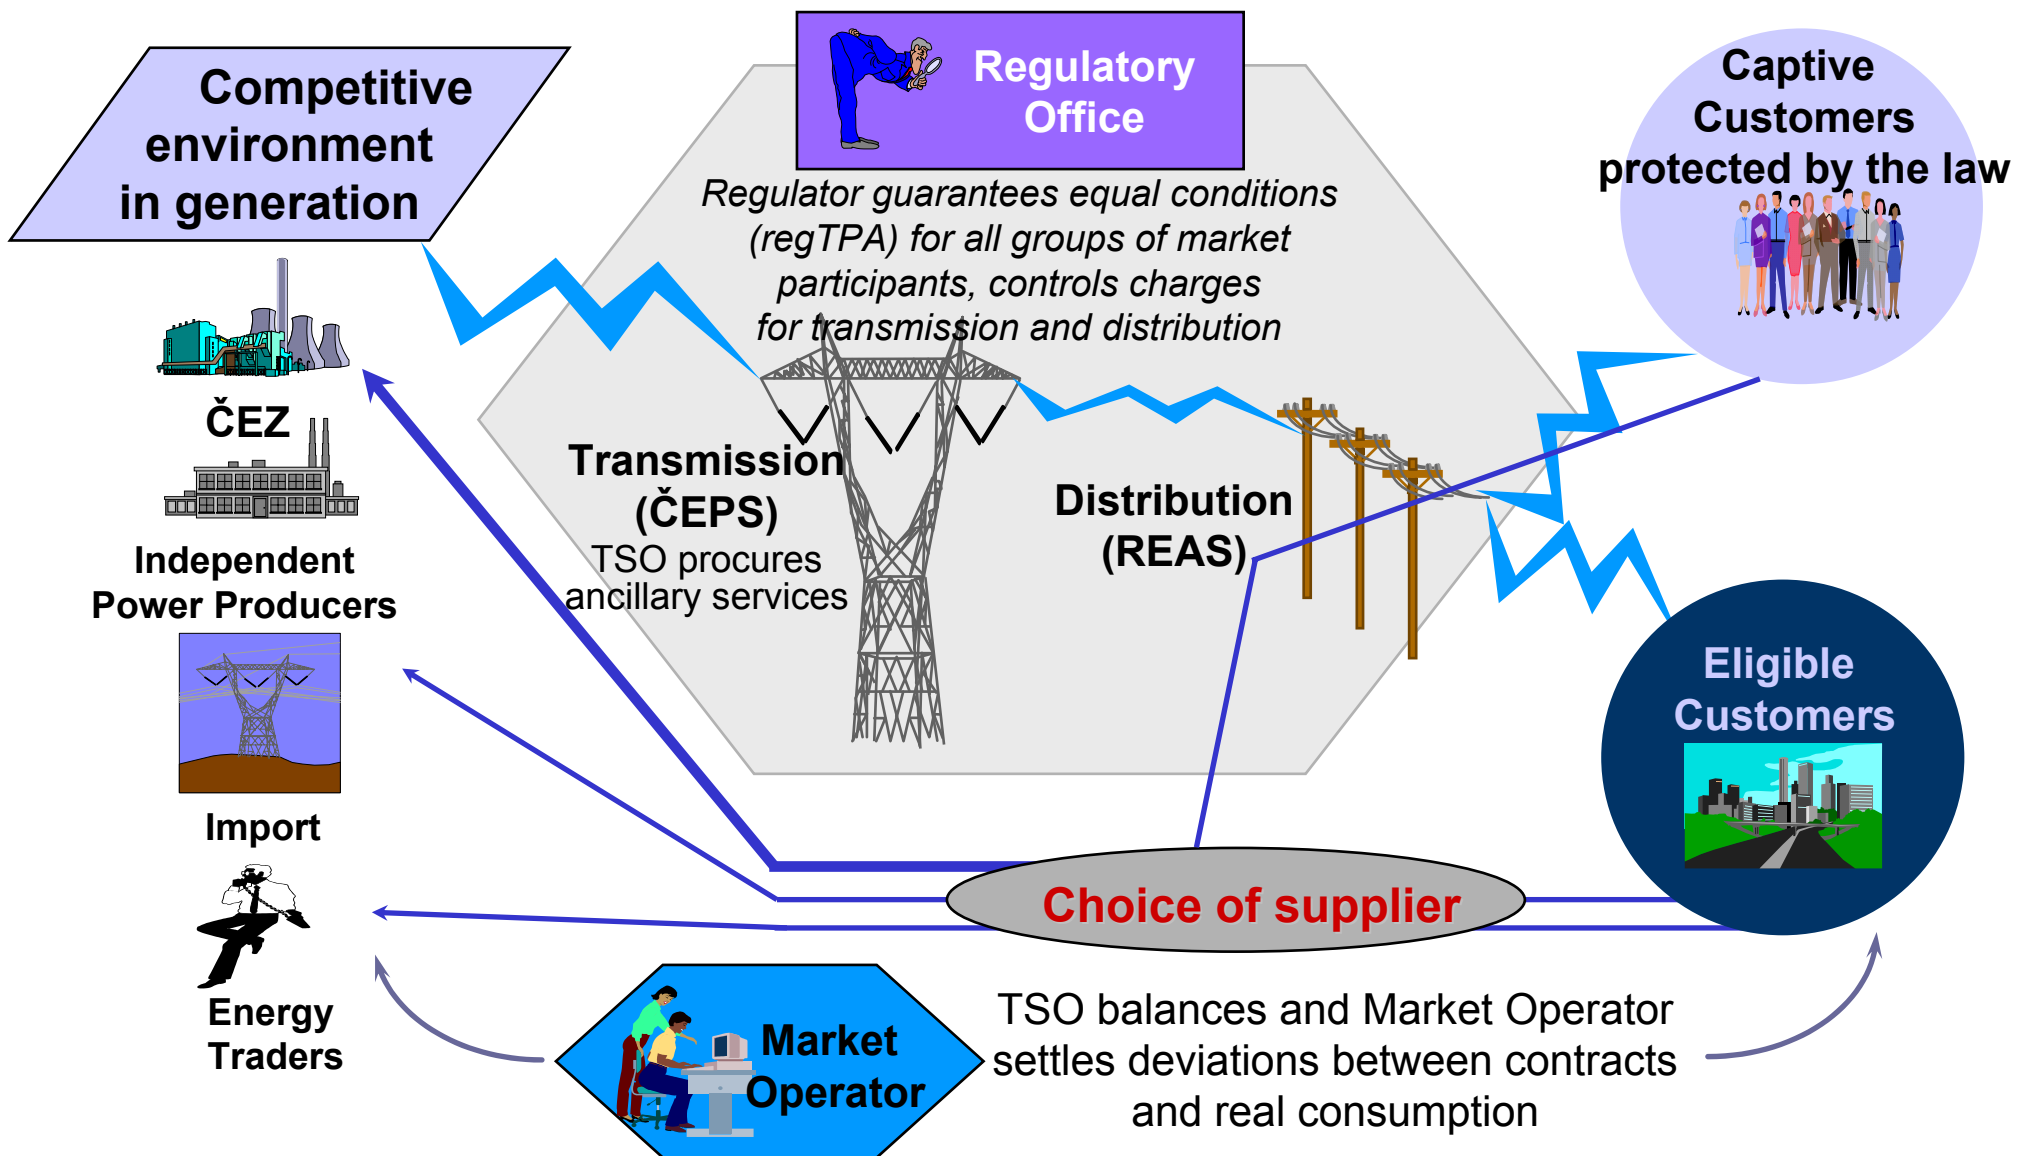 Competitive
environment
in generation
Regulatory
Office
Regulator guarantees equal conditions
(regTPA) for all groups of market
participants, controls charges
for transmission and distribution
Captive
Customers
protected by the law
ČEZ
Independent
Power Producers
Import
Energy
Traders
Transmission
(ČEPS)
TSO procures
ancillary services
Distribution
(REAS)
Eligible
Customers
Choice of supplier
Market
Operator
TSO balances and Market Operator
settles deviations between contracts
and real consumption